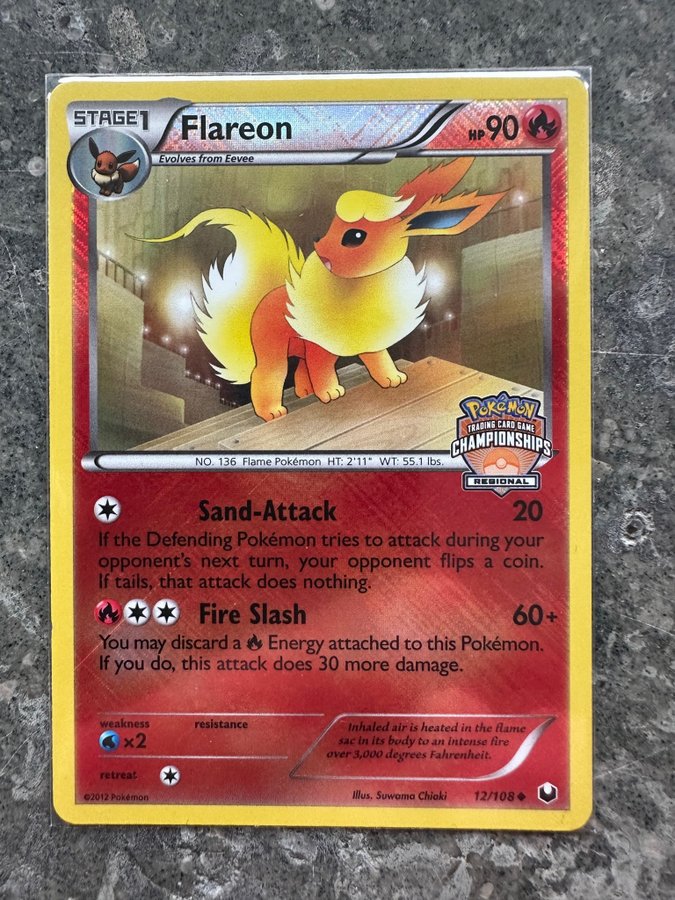 STAGE1
Flareon
HP 90
Evolves from Eevee
Pokémon
TRADING CARD GAME
CHAMPIONSHIPS
REGIONAL
NO. 136 Flame Pokémon HT: 2'11" WT: 55.1 lbs.
Sand-Attack 20
If the Defending Pokémon tries to attack during your
opponent's next turn, your opponent flips a coin.
If tails, that attack does nothing.
Fire Slash 60+
You may discard a Energy attached to this Pokémon.
If you do, this attack does 30 more damage.
weakness resistance
×2
Inhaled air is heated in the flame
sac in its body to an intense fire
over 3,000 degrees Fahrenheit.
retreat
©2012 Pokémon
Illus. Suwama Chiaki
12/108